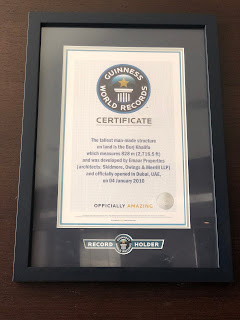 GUINNESS
WORLD RECORDS
CERTIFICATE
The tallest man-made structure
on land is the Burj Khalifa
which measures 828 m (2,716.5 ft)
and was developed by Emaar Properties
(architects: Skidmore, Owings & Merrill LLP)
and officially opened in Dubai, UAE,
on 04 January 2010
OFFICIALLY AMAZING
RECORD HOLDER